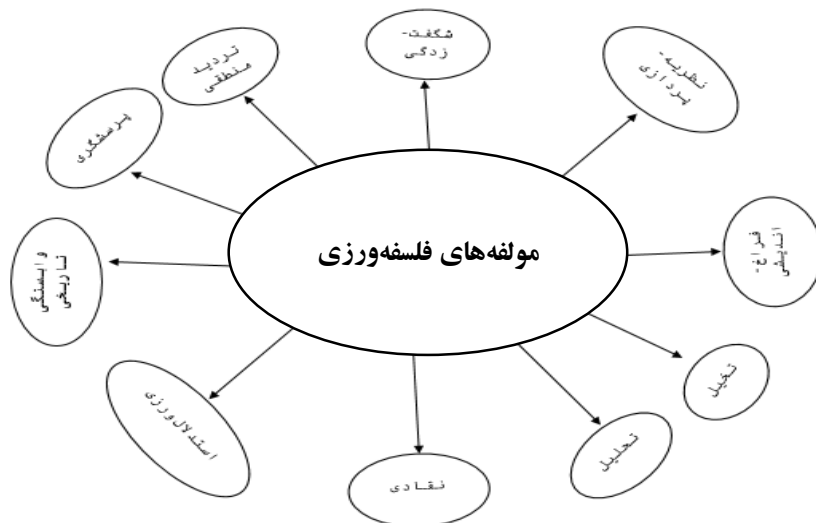 شگفت-
زدگی
نظریه-
پردازی
تردید
منطقی
پرسشگری
مولفه‌های فلسفه‌ورزی
فراغ-
اندیشی
وابستگی
تاریخی
تخیل
استدلال‌ورزی
تحلیل
نقادی